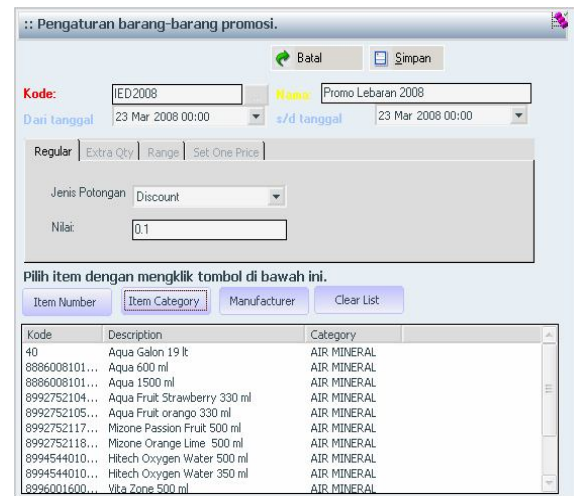 :: Pengaturan barang-barang promosi.
Batal Simpan
Kode: IED2008 Nama: Promo Lebaran 2008
Dari tanggal 23 Mar 2008 00:00 s/d tanggal 23 Mar 2008 00:00
Regular Extra Qty Range Set One Price
Jenis Potongan Discount
Nilai: 0.1
Pilih item dengan mengklik tombol di bawah ini.
Item Number Item Category Manufacturer Clear List
Kode Description Category
40 Aqua Galon 19 lt AIR MINERAL
8886008101... Aqua 600 ml AIR MINERAL
8886008101... Aqua 1500 ml AIR MINERAL
8992752104... Aqua Fruit Strawberry 330 ml AIR MINERAL
8992752105... Aqua Fruit orango 330 ml AIR MINERAL
8992752117... Mizone Passion Fruit 500 ml AIR MINERAL
8992752118... Mizone Orange Lime 500 ml AIR MINERAL
8994544010... Hitech Oxygen Water 500 ml AIR MINERAL
8994544010... Hitech Oxygen Water 350 ml AIR MINERAL
8996001600... Vita Zone 500 ml AIR MINERAL